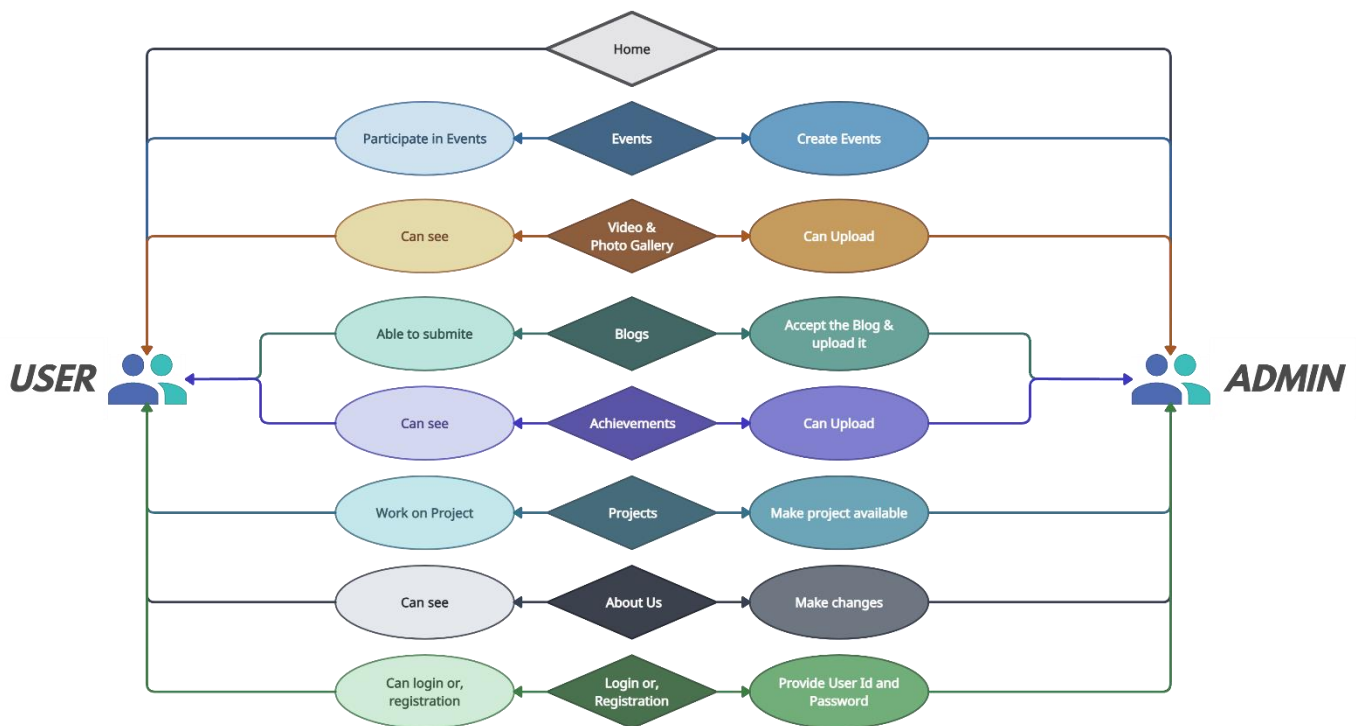 Home
Participate in Events
Events
Create Events
Can see
Video &
Photo Gallery
Can Upload
Able to submite
Blogs
Accept the Blog &
upload it
USER
ADMIN
Can see
Achievements
Can Upload
Work on Project
Projects
Make project available
Can see
About Us
Make changes
Can login or,
registration
Login or,
Registration
Provide User Id and
Password